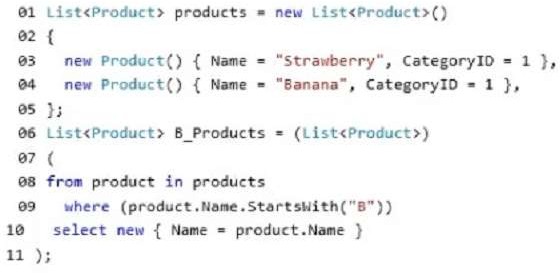 01 List<Product> products = new List<Product>()
02 {
03 new Product() { Name = "Strawberry", CategoryID = 1 },
04 new Product() { Name = "Banana", CategoryID = 1 },
05 };
06 List<Product> B_Products = (List<Product>)
07 (
08 from product in products
09 where (product.Name.StartsWith("B"))
10 select new { Name = product.Name }
11 );